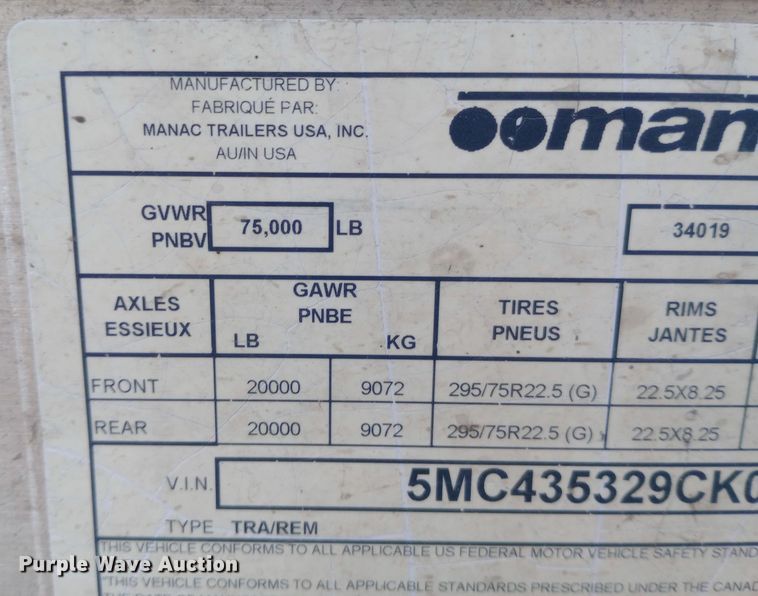 MANUFACTURED BY:
FABRIQUÉ PAR:
MANAC TRAILERS USA, INC.
AU/IN USA
man
GVWR
PNBV
75,000 LB
34019
AXLES
ESSIEUX
GAWR
PNBE
LB KG
TIRES
PNEUS
RIMS
JANTES
FRONT 20000 9072 295/75R22.5 (G) 22.5X8.25
REAR 20000 9072 295/75R22.5 (G) 22.5X8.25
V.I.N. 5MC435329CK0
TYPE TRA/REM
THIS VEHICLE CONFORMS TO ALL APPLICABLE US FEDERAL MOTOR VEHICLE SAFETY STAND
"THIS VEHICLE CONFORMS TO ALL APPLICABLE STANDARDS PRESCRIBED UNDER THE CANAD
Purple Wave Auction